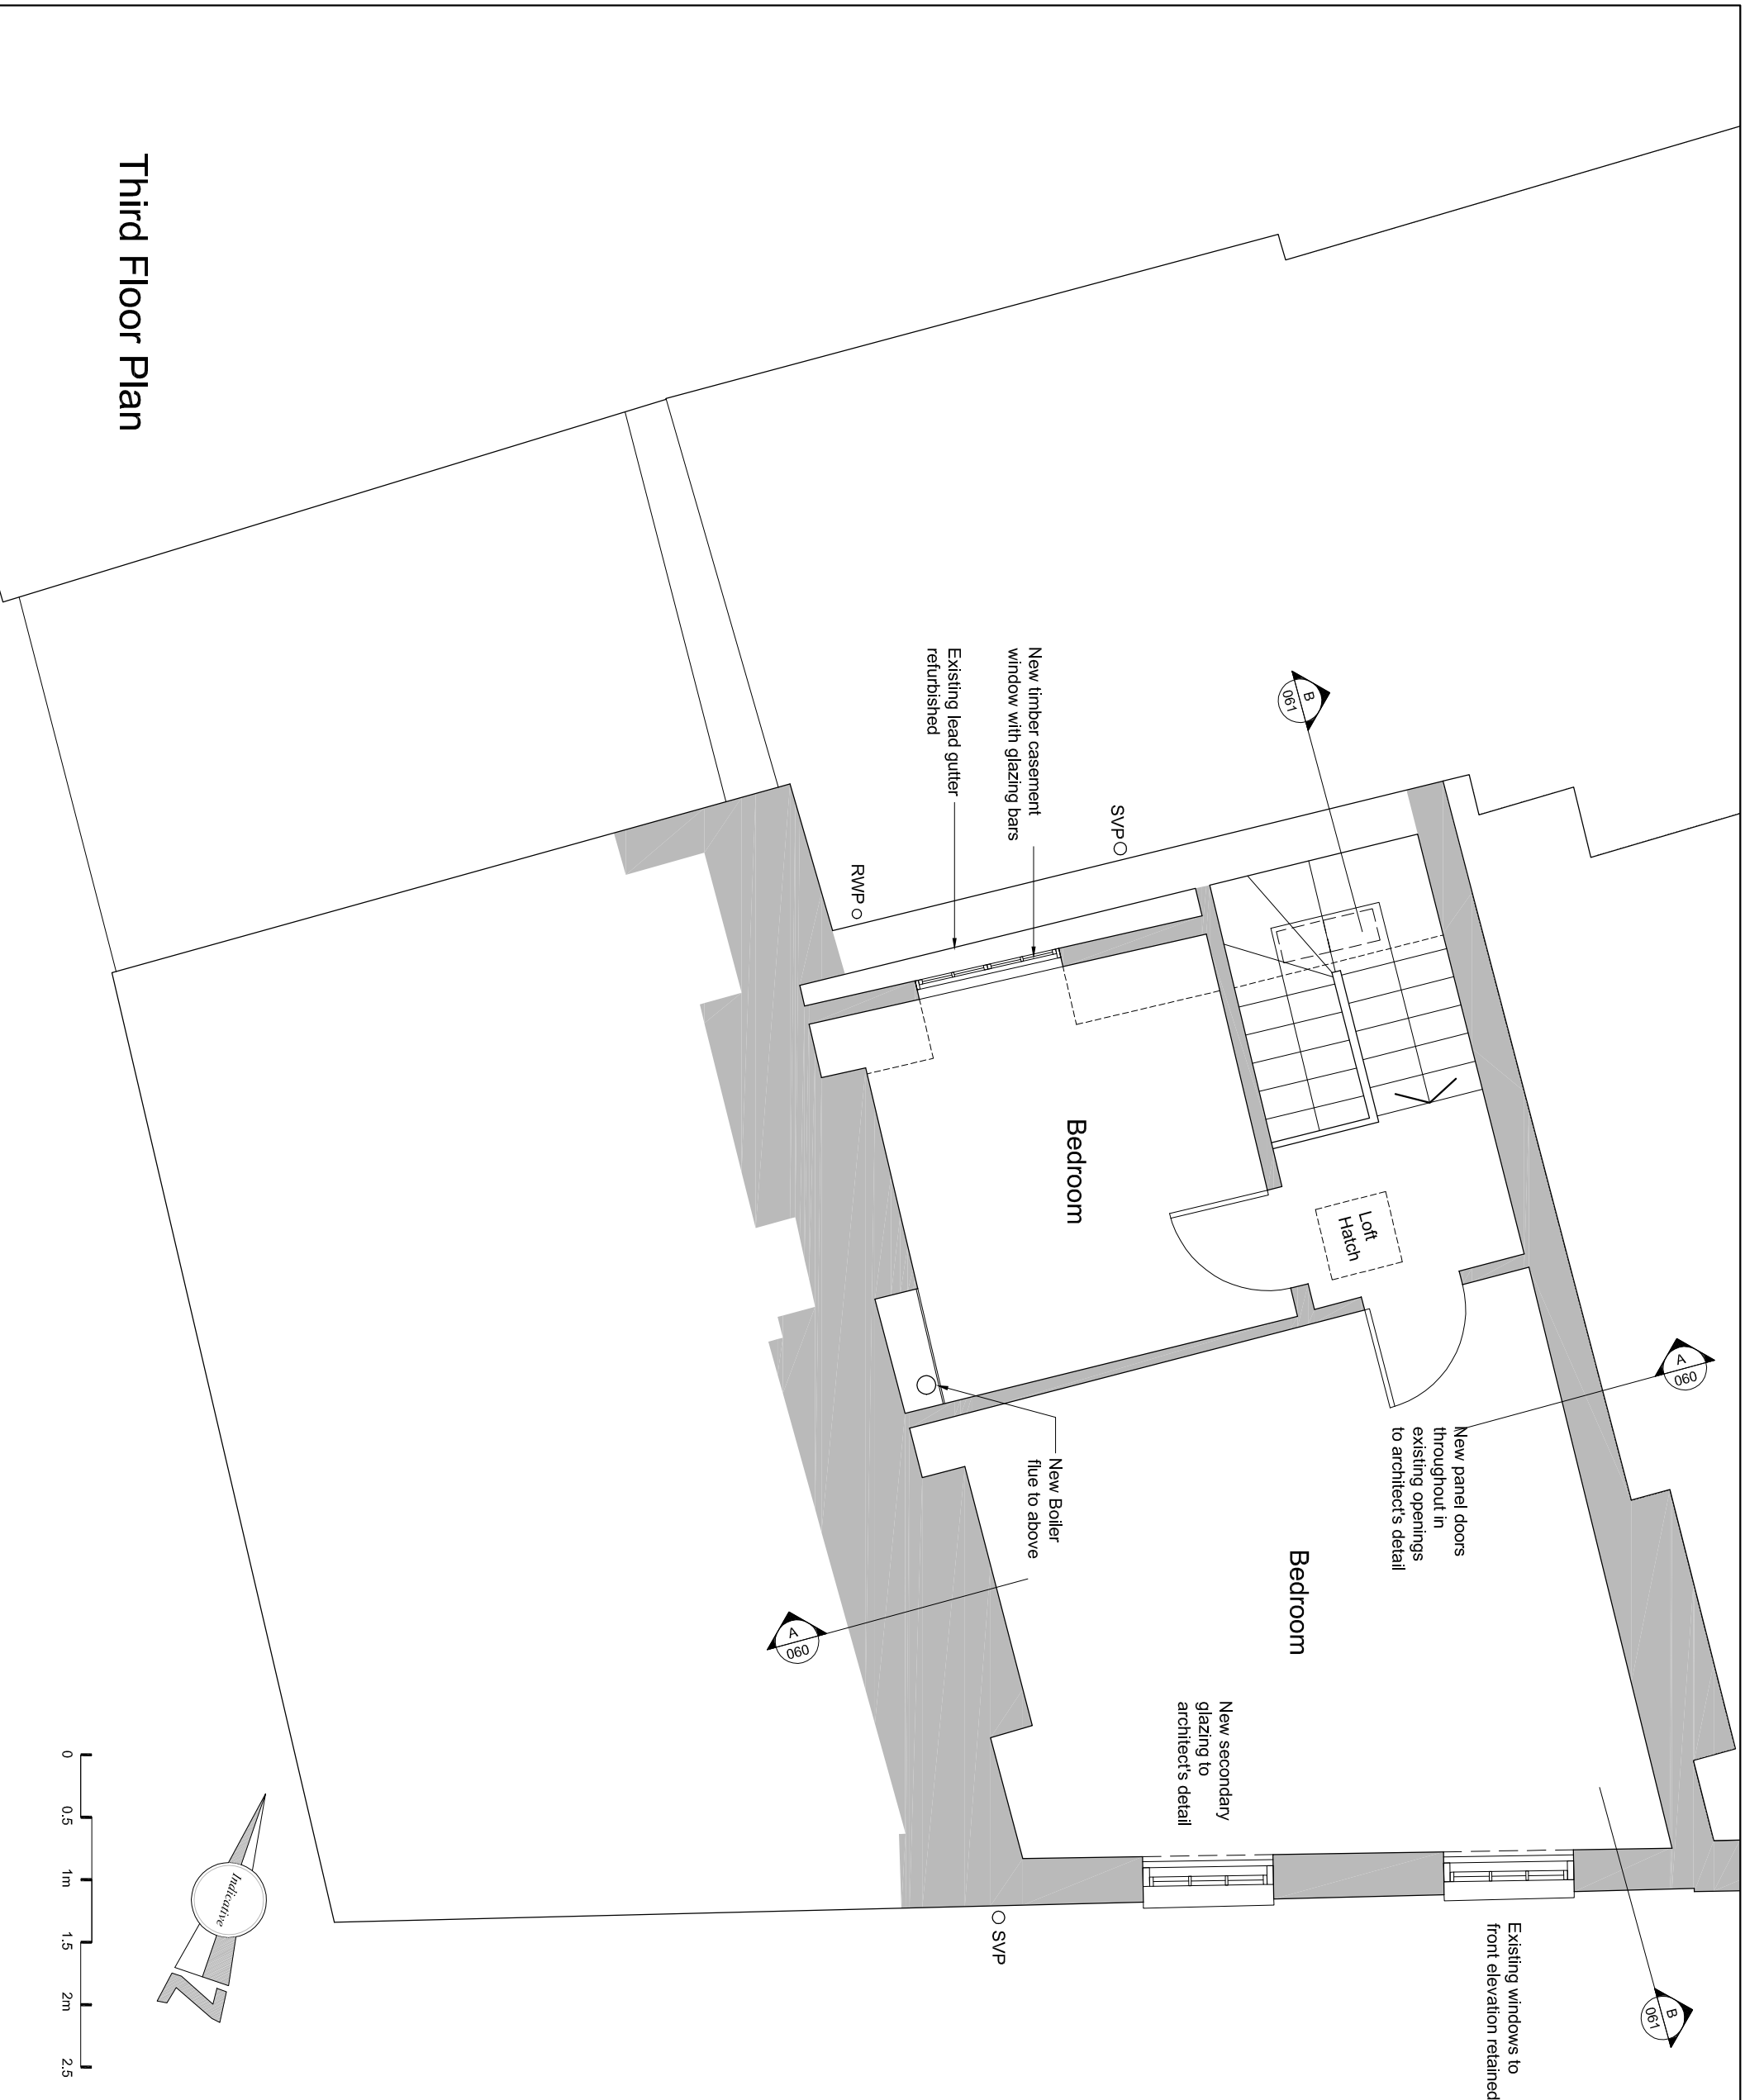 Third Floor Plan
New timber casement
window with glazing bars
Existing lead gutter
refurbished
B
061
SVP
RWP
Bedroom
Loft
Hatch
A
060
New panel doors
throughout in
existing openings
to architect's detail
New Boiler
flue to above
Bedroom
A
060
New secondary
glazing to
architect's detail
SVP
Existing windows to
front elevation retained
B
061
Indicative
N
0
0.5
1m
1.5
2m
2.5